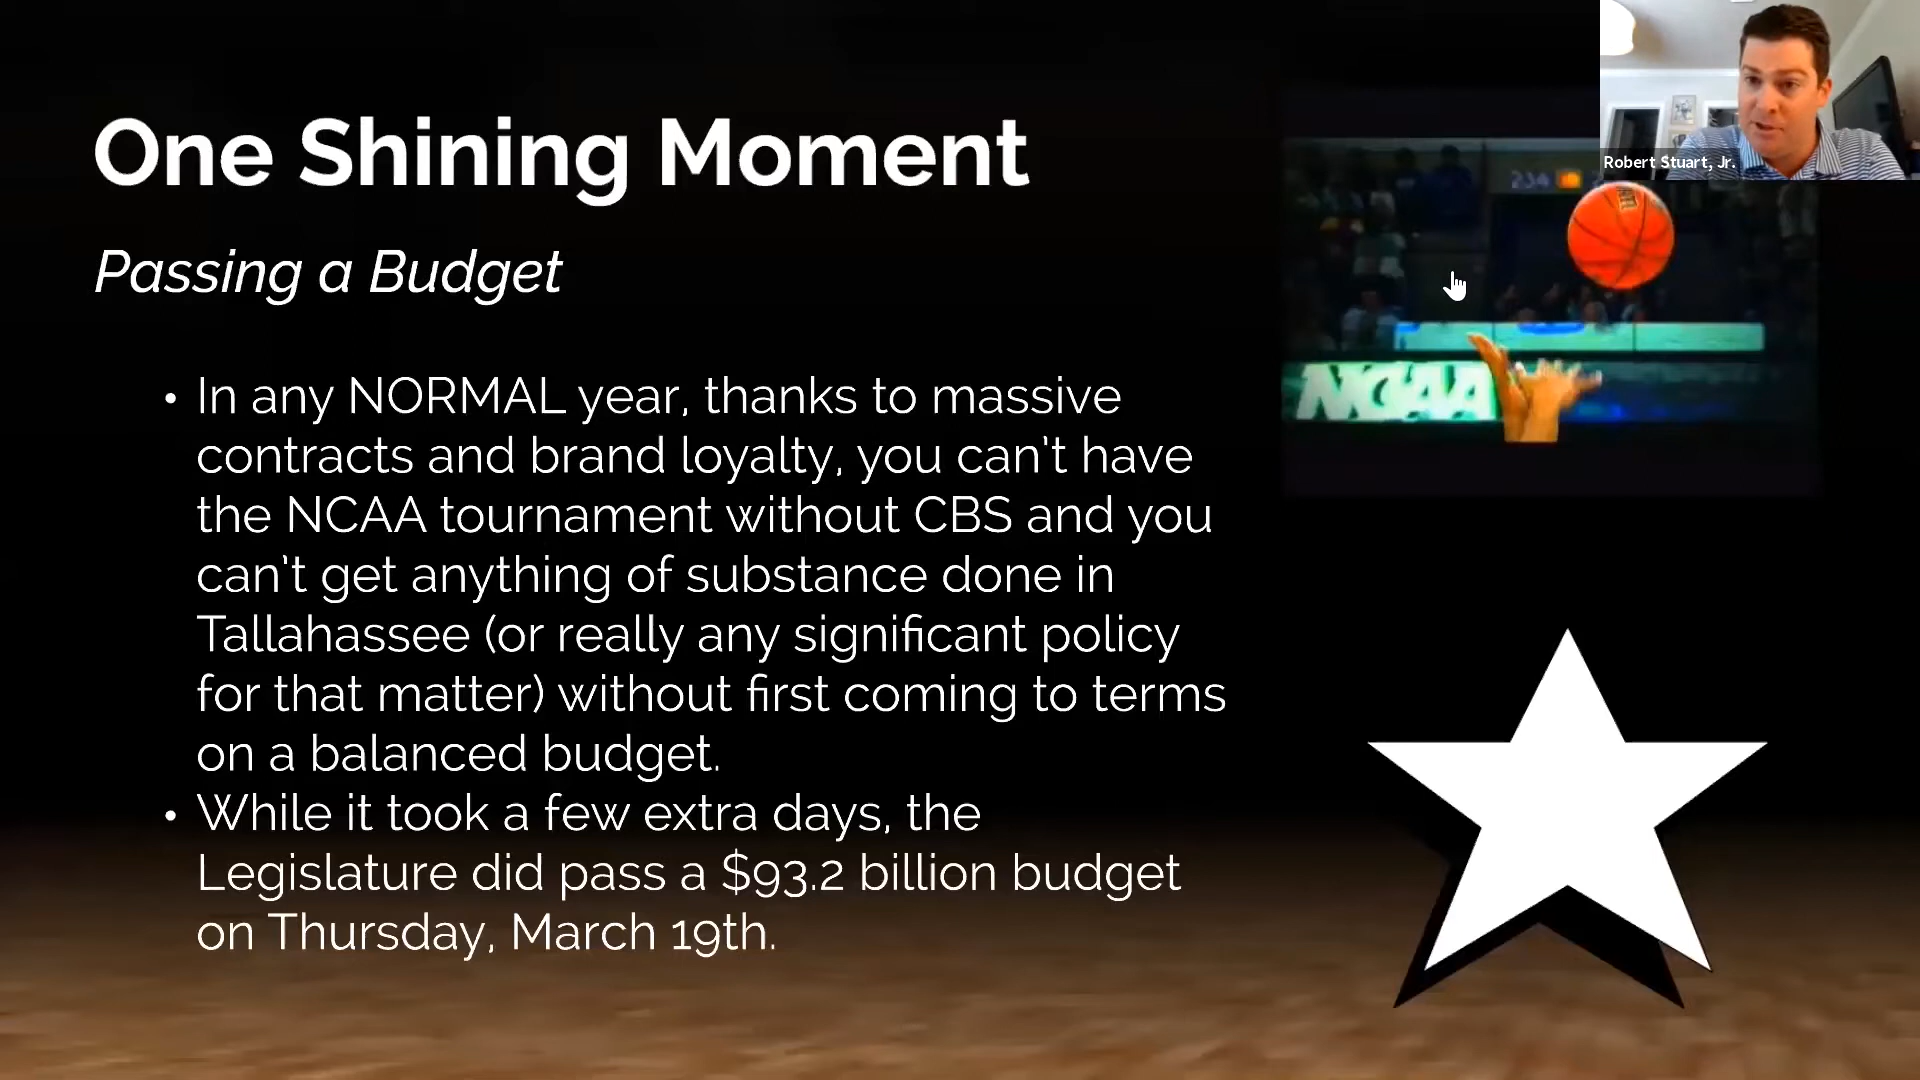 One Shining Moment
Passing a Budget
• In any NORMAL year, thanks to massive
contracts and brand loyalty, you can't have
the NCAA tournament without CBS and you
can't get anything of substance done in
Tallahassee (or really any significant policy
for that matter) without first coming to terms
on a balanced budget.
• While it took a few extra days, the
Legislature did pass a $93.2 billion budget
on Thursday, March 19th.
Robert Stuart, Jr.
234
NCAA